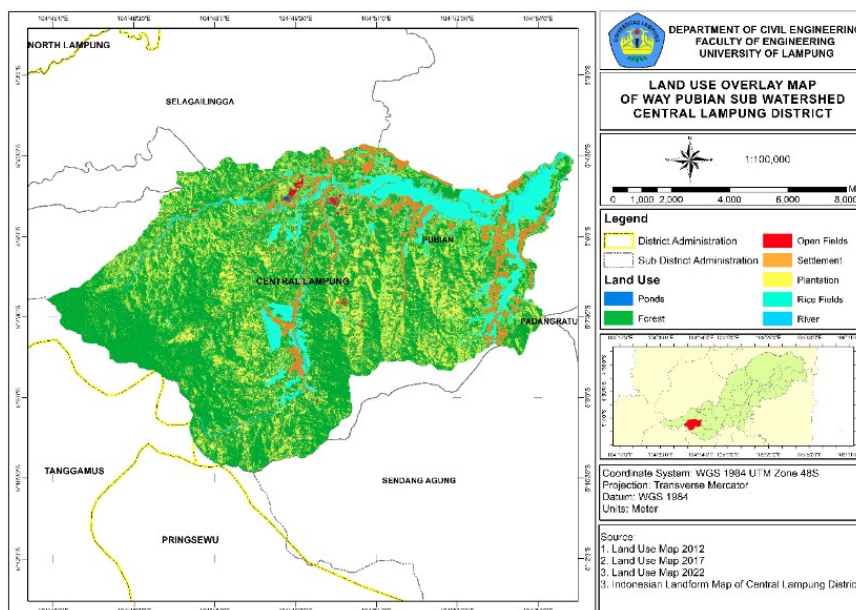 DEPARTMENT OF CIVIL ENGINEERING
FACULTY OF ENGINEERING
UNIVERSITY OF LAMPUNG
LAND USE OVERLAY MAP
OF WAY PUBIAN SUB WATERSHED
CENTRAL LAMPUNG DISTRICT
1:100,000
0 1,000 2,000 4,000 6,000 8,000
M
Legend
District Administration
Sub District Administration
Land Use
Ponds
Forest
Open Fields
Settlement
Plantation
Rice Fields
River
Coordinate System: WGS 1984 UTM Zone 48S
Projection: Transverse Mercator
Datum: WGS 1984
Units: Meter
Source:
1. Land Use Map 2012
2. Land Use Map 2017
3. Land Use Map 2022
3. Indonesian Landform Map of Central Lampung Distric
NORTH LAMPUNG
SELAGAILINGGA
PUBIAN
CENTRAL LAMPUNG
PADANGRATU
TANGGAMUS
SENDANG AGUNG
PRINGSEWU